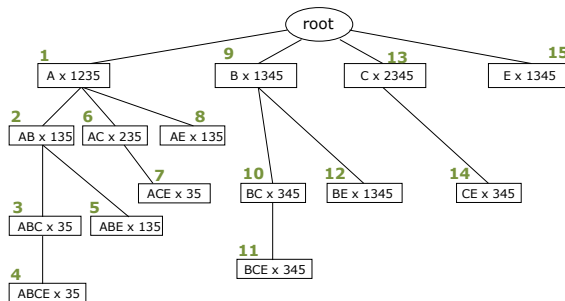 root
1
9
13
15
A x 1235
B x 1345
C x 2345
E x 1345
2
6
8
AB x 135
AC x 235
AE x 135
7
10
12
14
ACE x 35
BC x 345
BE x 1345
CE x 345
3
5
ABC x 35
ABE x 135
11
BCE x 345
4
ABCE x 35